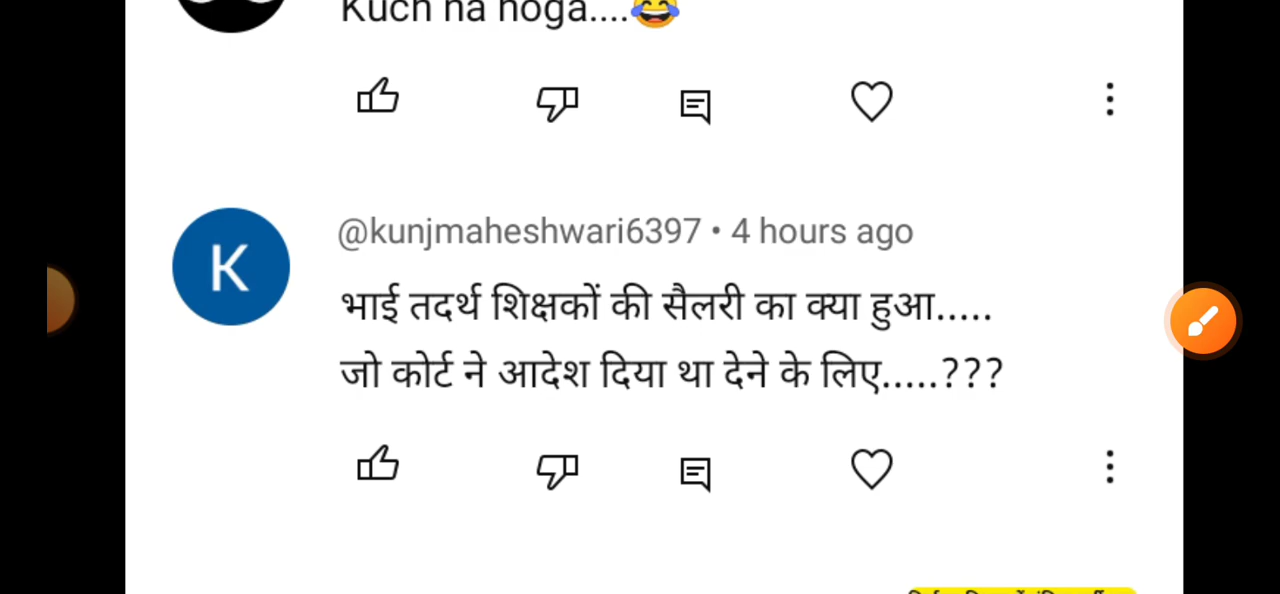 Kuch na hoga....😂
K
@kunjmaheshwari6397 • 4 hours ago
भाई तदर्थ शिक्षकों की सैलरी का क्या हुआ.....
जो कोर्ट ने आदेश दिया था देने के लिए.....???